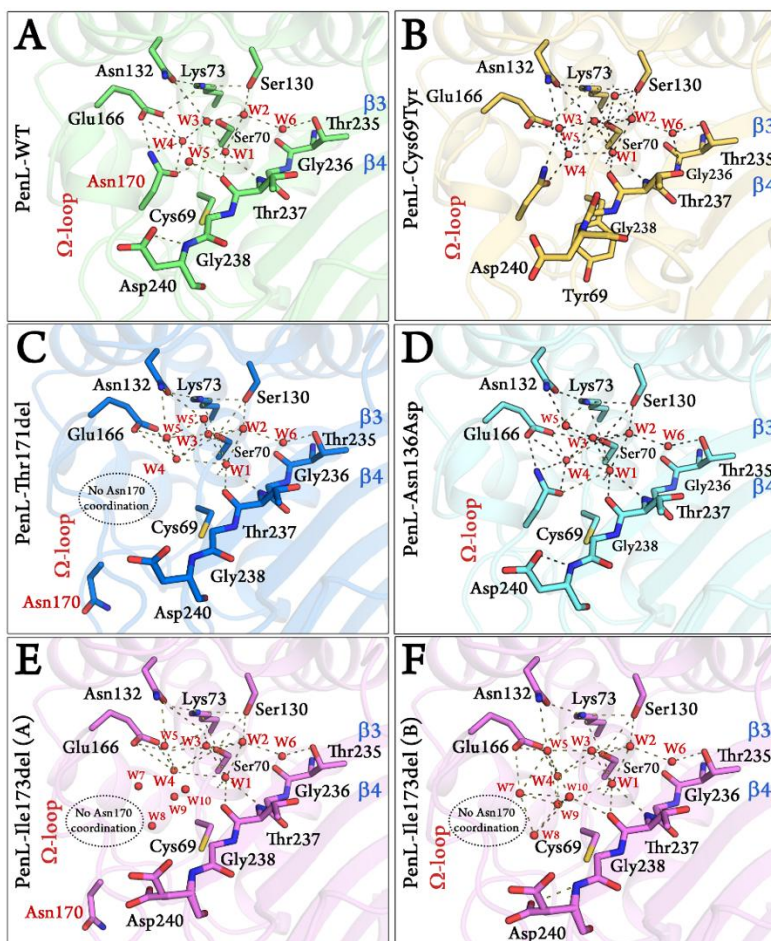 A
PenL-WT
Asn132
Lys73
Ser130
β3
Glu166
W3
W2
W6
Thr235
W4
Ser70
W5
W1
Gly236
β4
Asn170
Ω-loop
Cys69
Thr237
Gly238
Asp240
B
PenL-Cys69Tyr
Asn132
Lys73
Ser130
Glu166
W3
W2
W6
β3
W5
Ser70
Thr235
W4
W1
Gly236
β4
Ω-loop
Thr237
Gly238
Asp240
Tyr69
C
PenL-Thr171del
Asn132
Lys73
Ser130
β3
W5
Glu166
W5
W3
W2
W6
Thr235
W4
Ser70
W1
Gly236
β4
No Asn170
coordination
Ω-loop
Cys69
Thr237
Gly238
Asn170
Asp240
D
PenL-Asn136Asp
Asn132
Lys73
Ser130
β3
W5
Glu166
W3
W2
W6
Thr235
Ser70
W4
W1
Gly236
β4
Ω-loop
Cys69
Thr237
Gly238
Asp240
E
PenL-Ile173del (A)
Asn132
Lys73
Ser130
β3
Glu166
W5
W3
W2
W6
Thr235
W4
Ser70
W7
W1
Gly236
β4
W10
W9
W8
No Asn170
coordination
Ω-loop
Cys69
Thr237
Gly238
Asn170
Asp240
F
PenL-Ile173del (B)
Asn132
Lys73
Ser130
β3
Glu166
W5
W3
W2
W6
Thr235
W4
Ser70
W7
W10
W1
Gly236
β4
W9
W8
No Asn170
coordination
Ω-loop
Cys69
Thr237
Gly238
Asp240